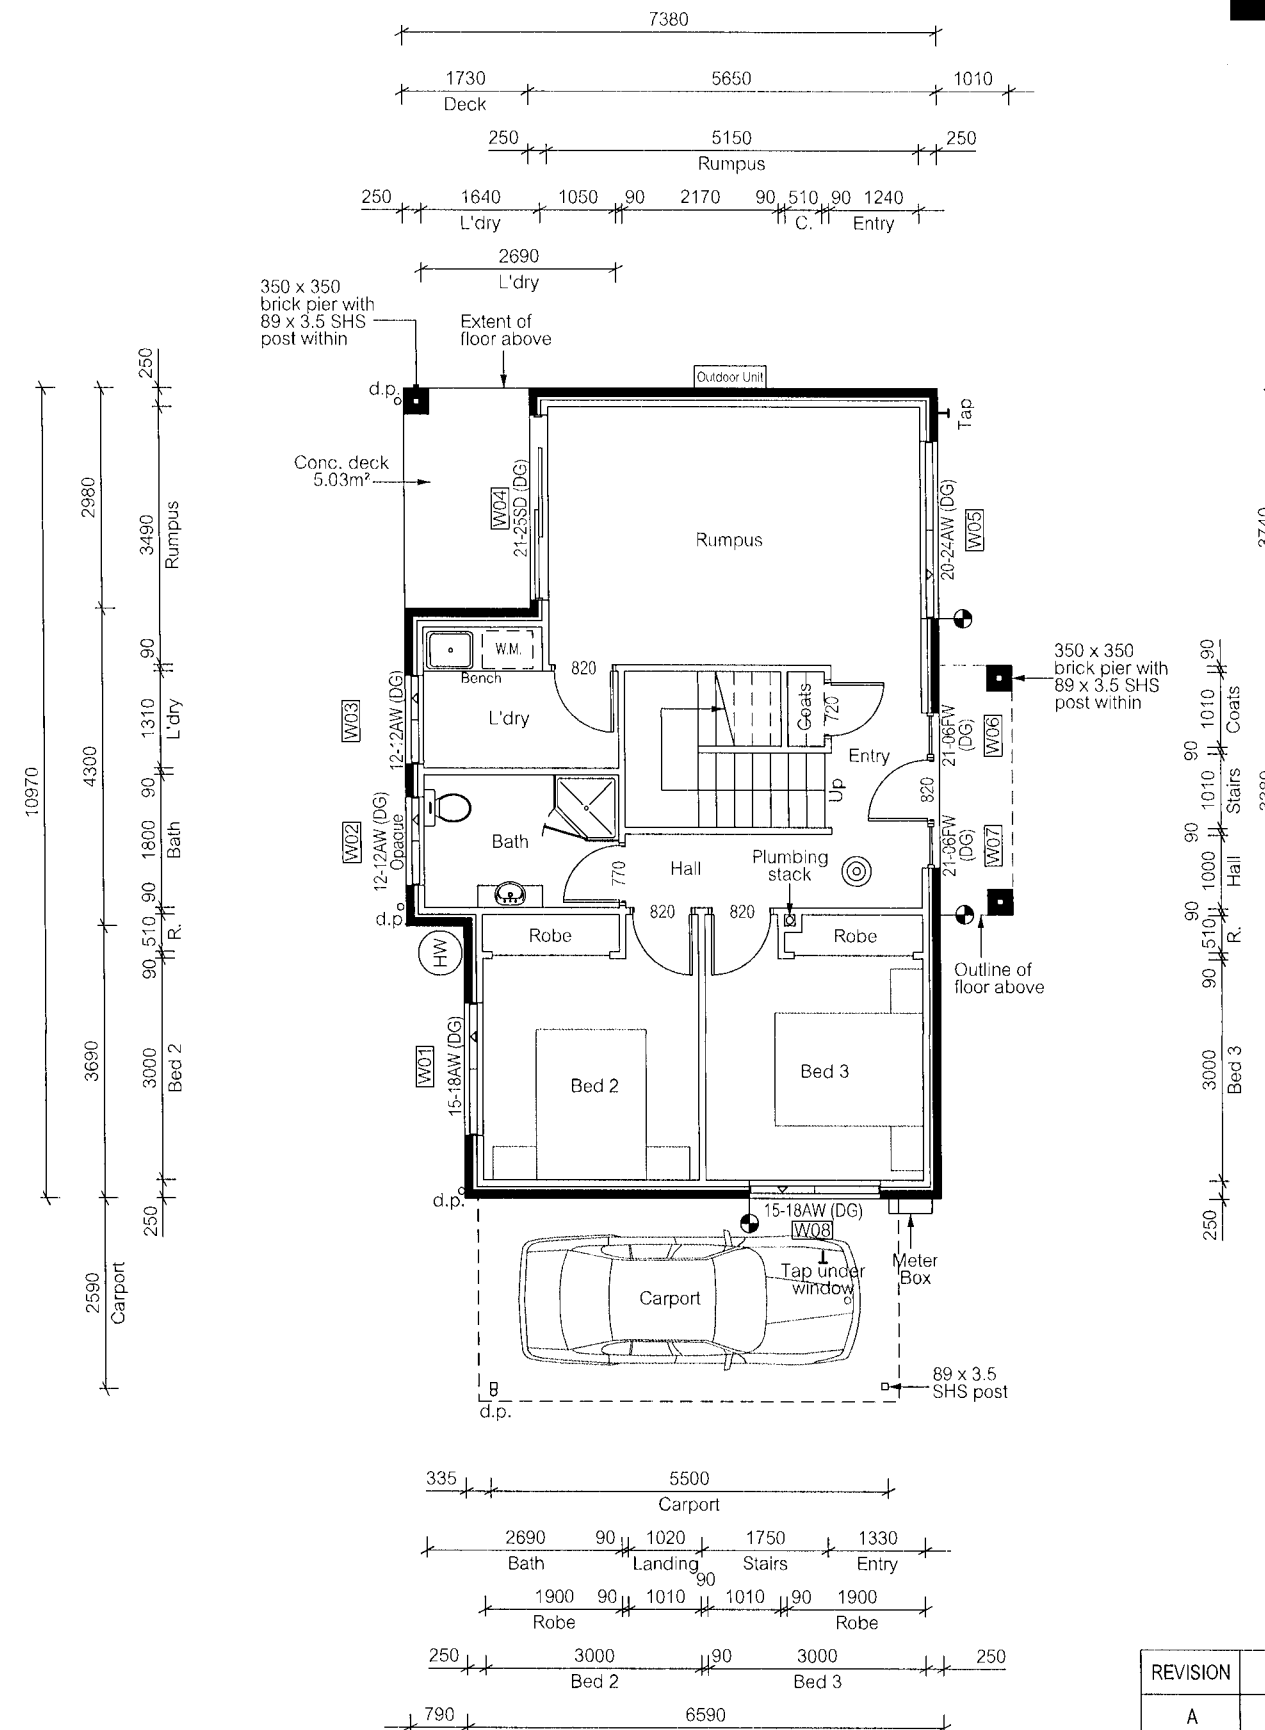 7380
1730 5650 1010
Deck
250 5150 250
Rumpus
250 1640 1050 90 2170 90 510 90 1240
L'dry C. Entry
2690
L'dry
350 x 350
brick pier with
89 x 3.5 SHS
post within
Extent of
floor above
Outdoor Unit
d.p.
Tap
Conc. deck
5.03m²
W04
21-25SD (DG)
Rumpus
20-24AW (DG)
W05
250
2980
3490
Rumpus
90
1310
L'dry
4300
10970
90
1800
Bath
90
510
R.
90
3690
3000
Bed 2
250
2590
Carport
W.M.
Bench
820
L'dry
W03
12-12AW (DG)
Coats
720
Entry
Up
21-06FW
(DG)
W06
820
350 x 350
brick pier with
89 x 3.5 SHS
post within
W02
12-12AW (DG)
Opaque
Bath
770
Hall
Plumbing
stack
21-06FW
(DG)
W07
d.p.
HW
Robe
820
820
Robe
Outline of
floor above
W01
15-18AW (DG)
Bed 2
Bed 3
3740
90
1010
Coats
90
1010
Stairs
90
1000
Hall
90
510
R.
90
3000
Bed 3
250
d.p.
15-18AW (DG)
W08
Tap under
window
Meter
Box
Carport
89 x 3.5
SHS post
d.p.
335 5500
Carport
2690 90 1020 1750 1330
Bath Landing Stairs Entry
90
1900 90 1010 1010 90 1900
Robe Robe
250 3000 90 3000 250
Bed 2 Bed 3
790 6590
REVISION
A